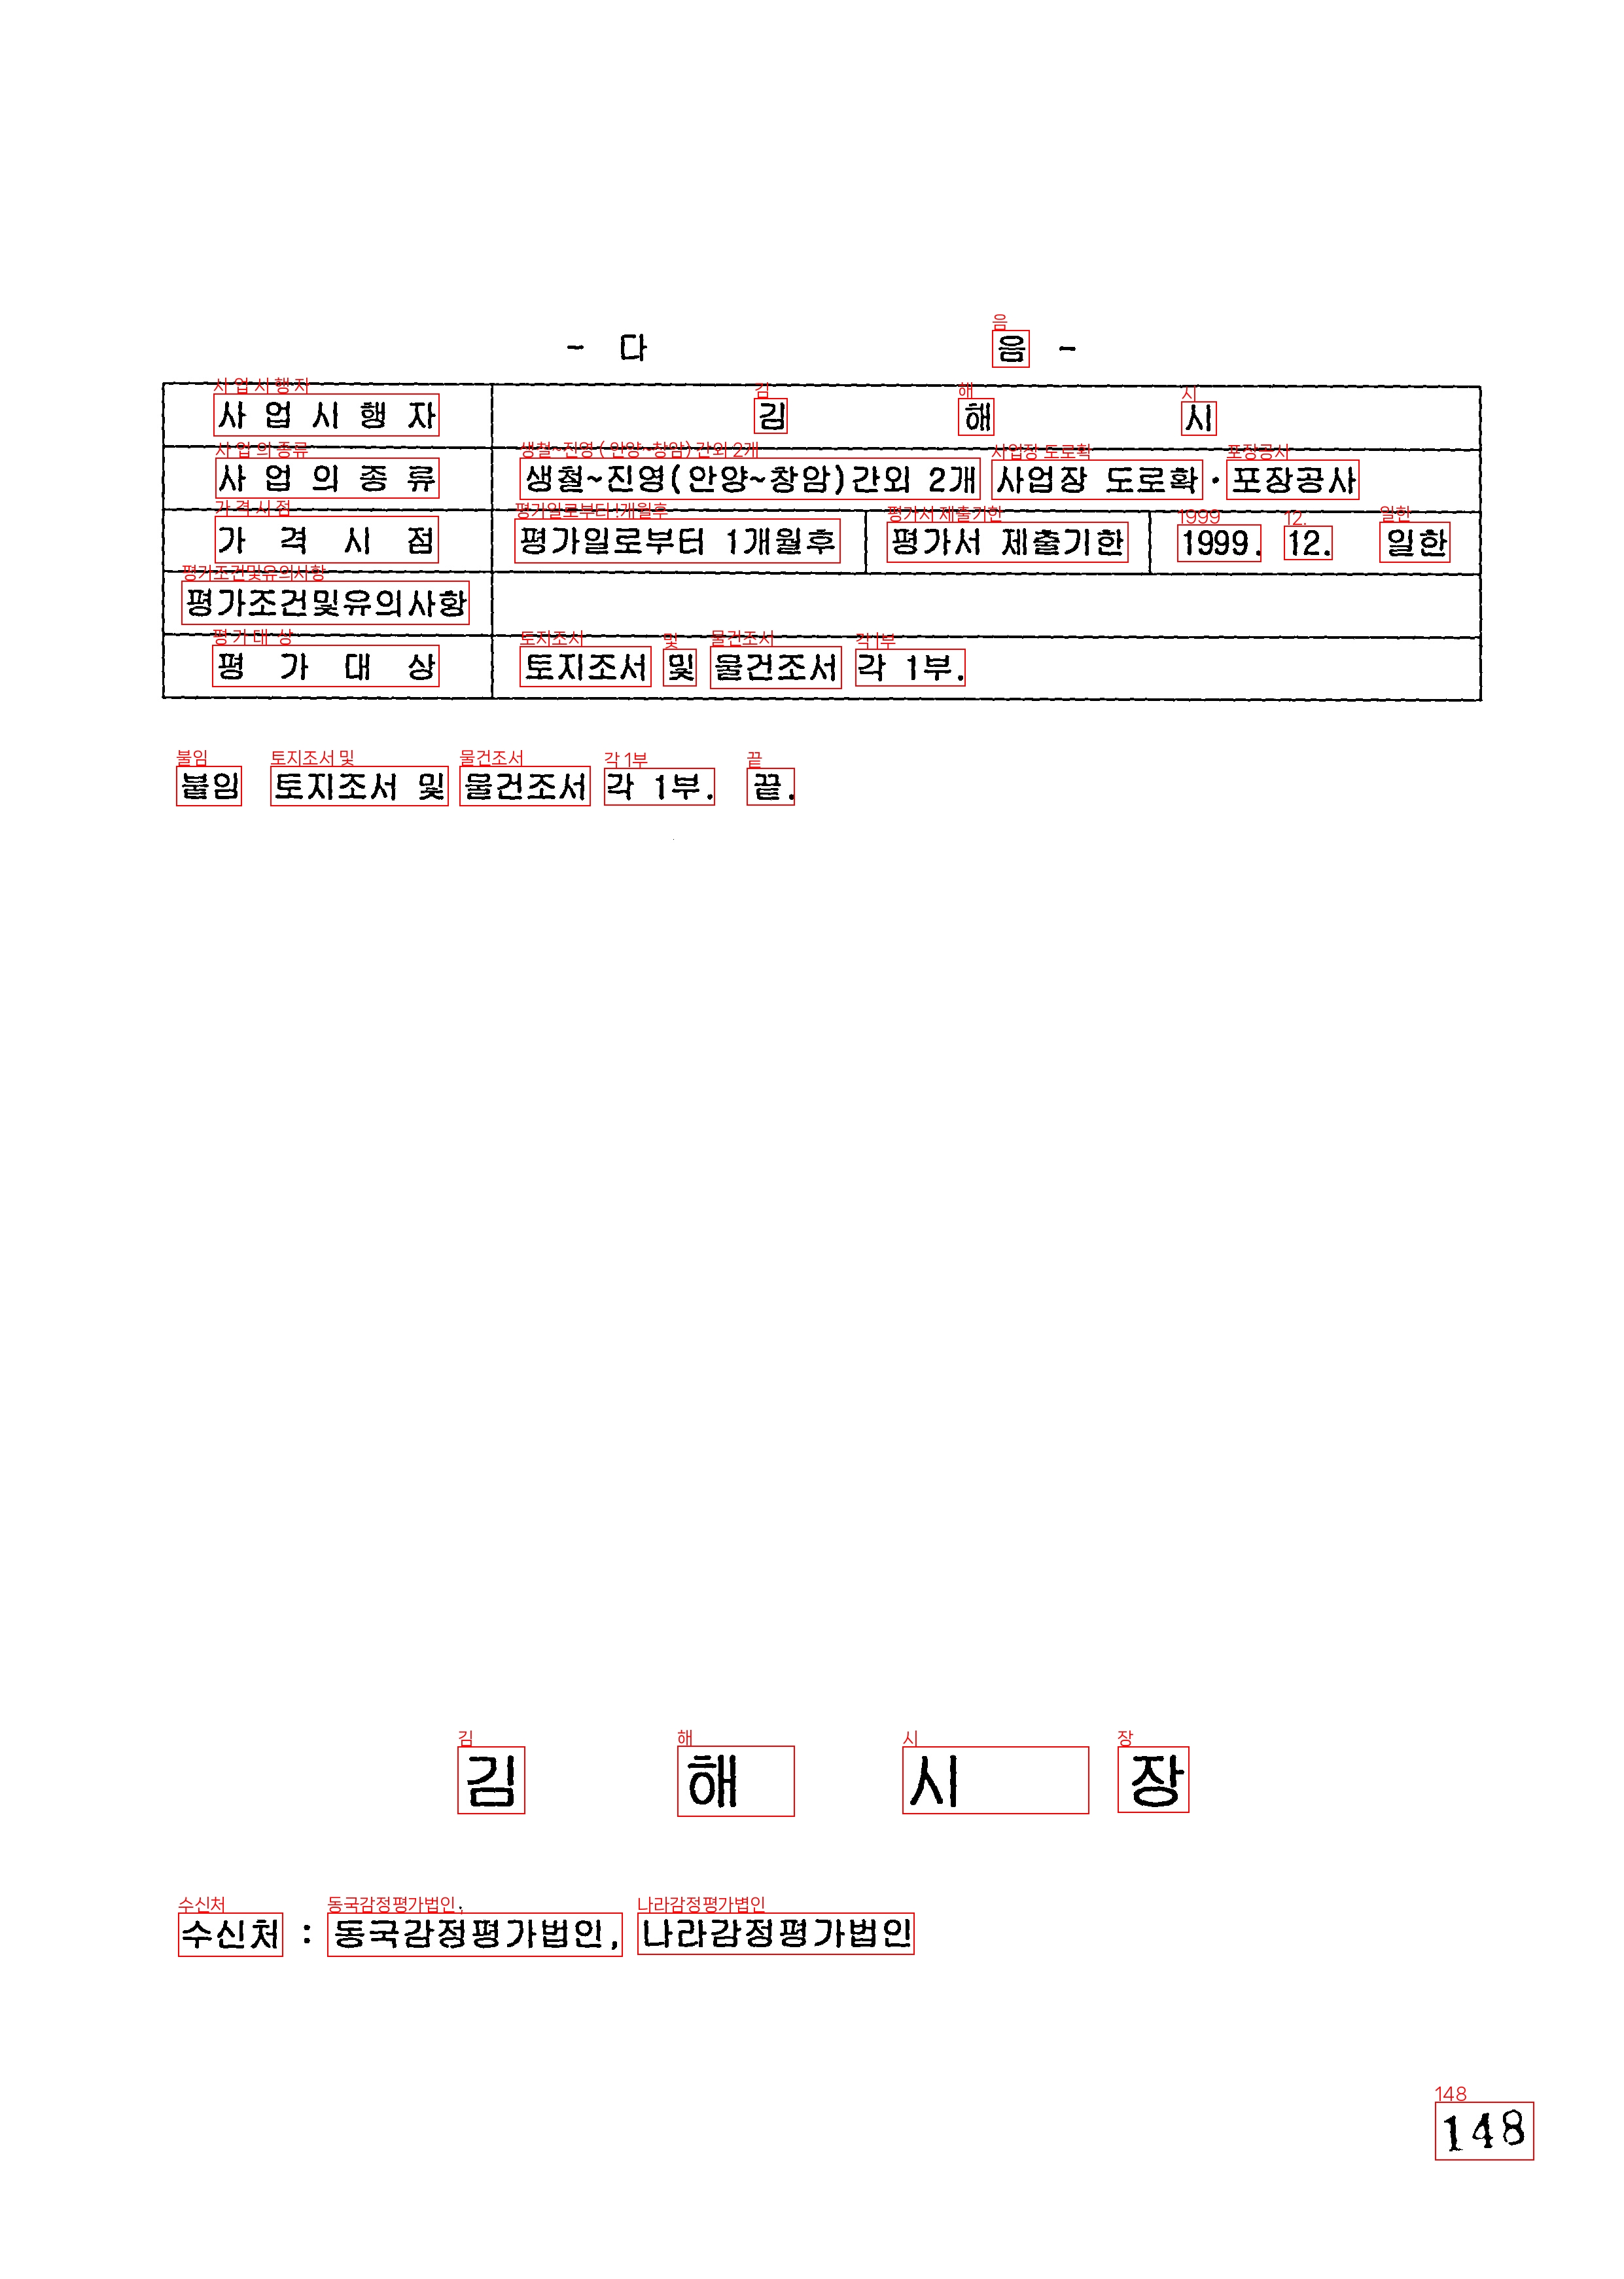 - 다 음 -
사 업 시 행 자 김 해 시
사 업 의 종 류 생철~진영(안양~창암)간외 2개 사업장 도로확·포장공사
가 격 시 점 평가일로부터 1개월후 평가서 제출기한 1999. 12. 일한
평가조건및유의사항
평 가 대 상 토지조서 및 물건조서 각 1부.
붙임 토지조서 및 물건조서 각 1부. 끝.
김 해 시 장
수신처 : 동국감정평가법인, 나라감정평가법인
148